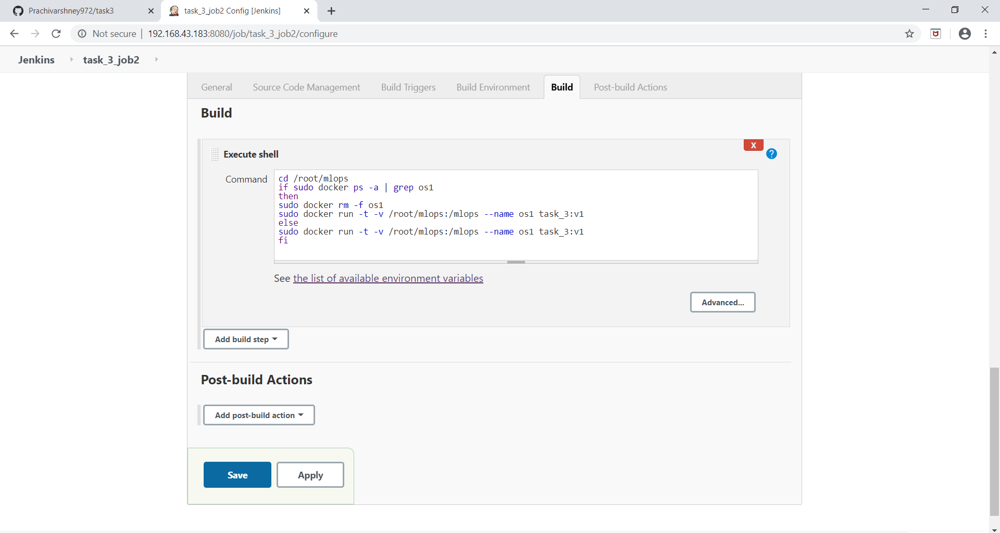 Prachivarshney972/task3
task_3_job2 Config [Jenkins]
Not secure | 192.168.43.183:8080/job/task_3_job2/configure
Jenkins task_3_job2
General Source Code Management Build Triggers Build Environment Build Post-build Actions
Build
X
Execute shell ?
Command
cd /root/mlops
if sudo docker ps -a | grep os1
then
sudo docker rm -f os1
sudo docker run -t -v /root/mlops:/mlops --name os1 task_3:v1
else
sudo docker run -t -v /root/mlops:/mlops --name os1 task_3:v1
fi
See the list of available environment variables
Advanced...
Add build step
Post-build Actions
Add post-build action
Save Apply